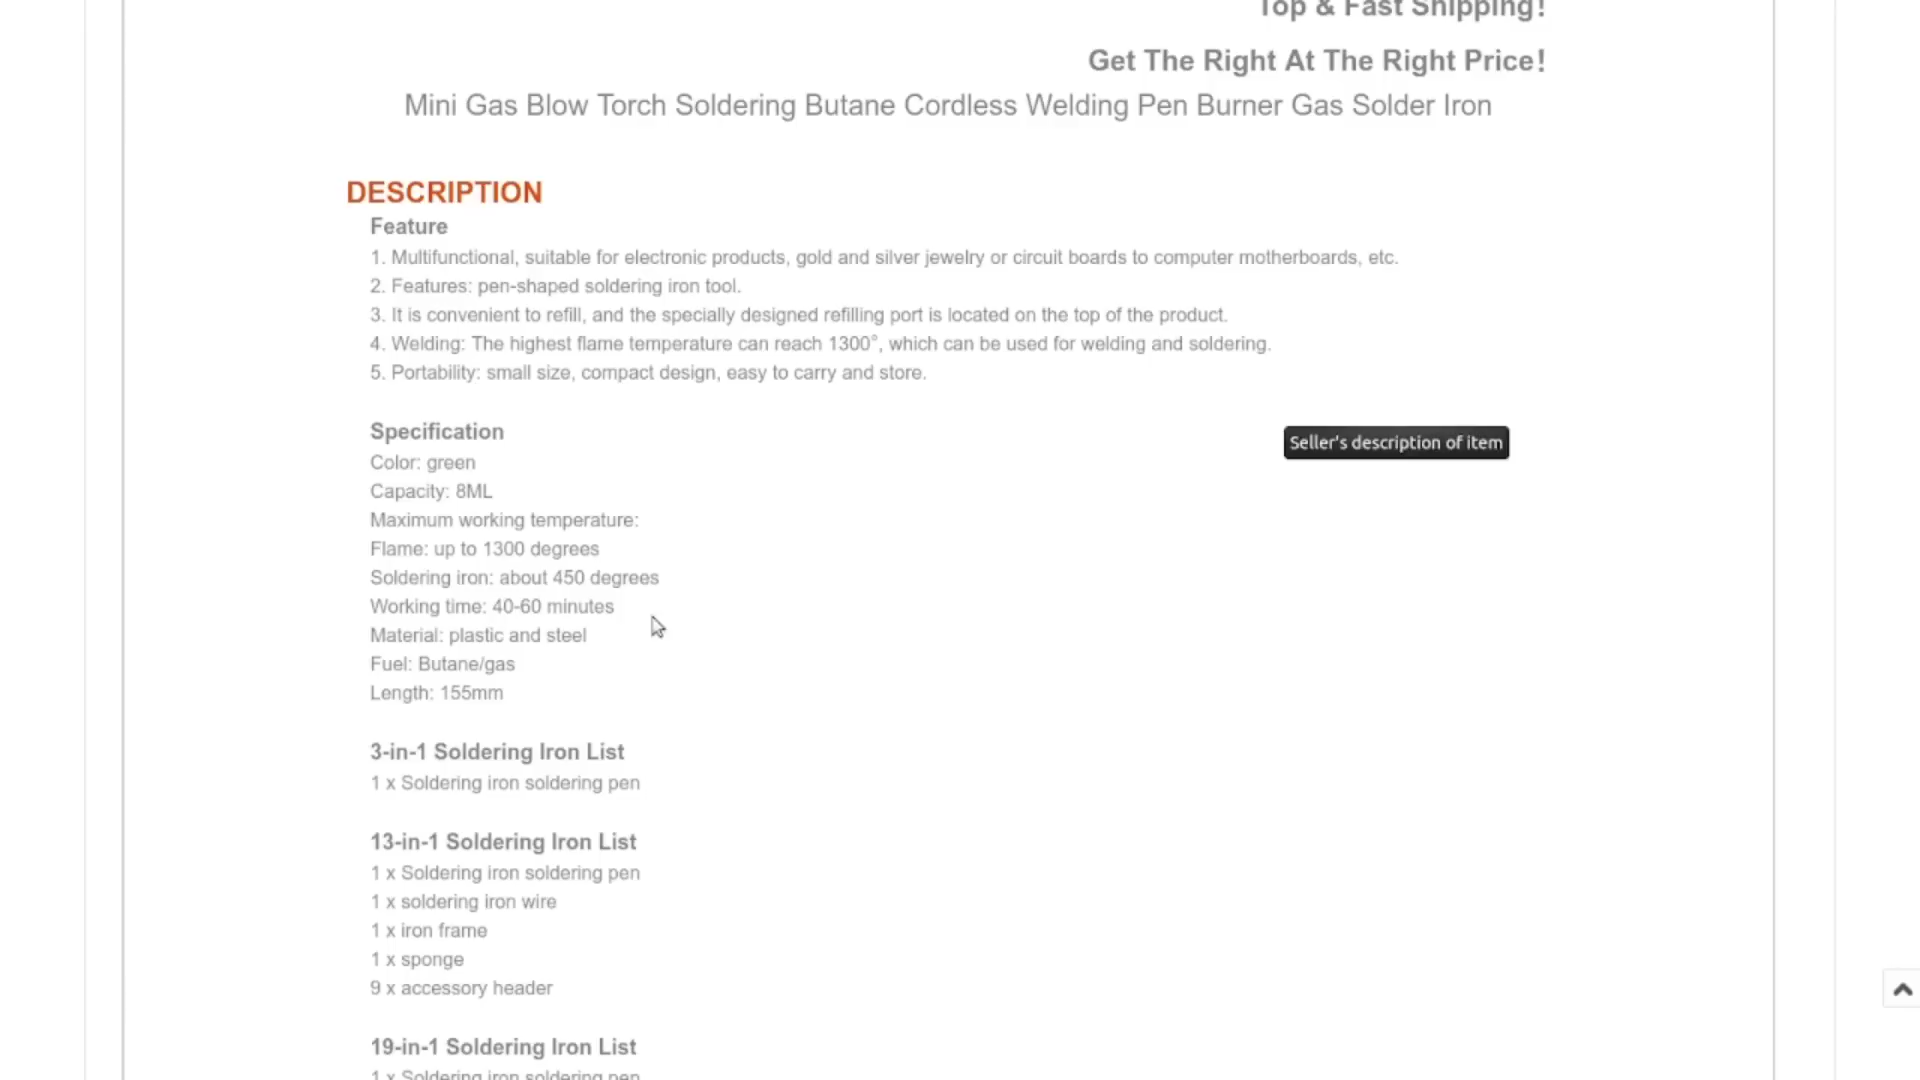 Top & Fast Shipping!
Get The Right At The Right Price!
Mini Gas Blow Torch Soldering Butane Cordless Welding Pen Burner Gas Solder Iron
DESCRIPTION
Feature
1. Multifunctional, suitable for electronic products, gold and silver jewelry or circuit boards to computer motherboards, etc.
2. Features: pen-shaped soldering iron tool.
3. It is convenient to refill, and the specially designed refilling port is located on the top of the product.
4. Welding: The highest flame temperature can reach 1300°, which can be used for welding and soldering.
5. Portability: small size, compact design, easy to carry and store.
Specification
Seller's description of item
Color: green
Capacity: 8ML
Maximum working temperature:
Flame: up to 1300 degrees
Soldering iron: about 450 degrees
Working time: 40-60 minutes
Material: plastic and steel
Fuel: Butane/gas
Length: 155mm
3-in-1 Soldering Iron List
1 x Soldering iron soldering pen
13-in-1 Soldering Iron List
1 x Soldering iron soldering pen
1 x soldering iron wire
1 x iron frame
1 x sponge
9 x accessory header
19-in-1 Soldering Iron List
1 x Soldering iron soldering pen